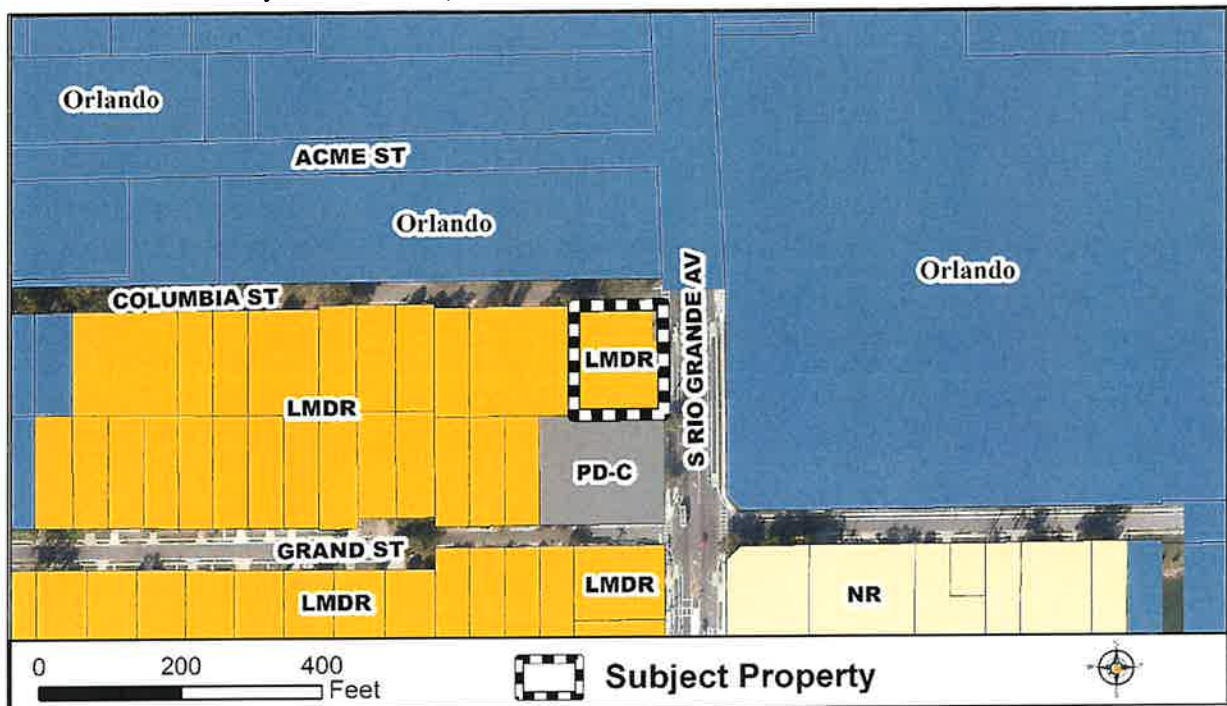 Orlando
ACME ST
Orlando
Orlando
COLUMBIA ST
LMDR
S RIO GRANDE AV
LMDR
PD-C
GRAND ST
LMDR
LMDR
NR
0 200 400
Feet
Subject Property